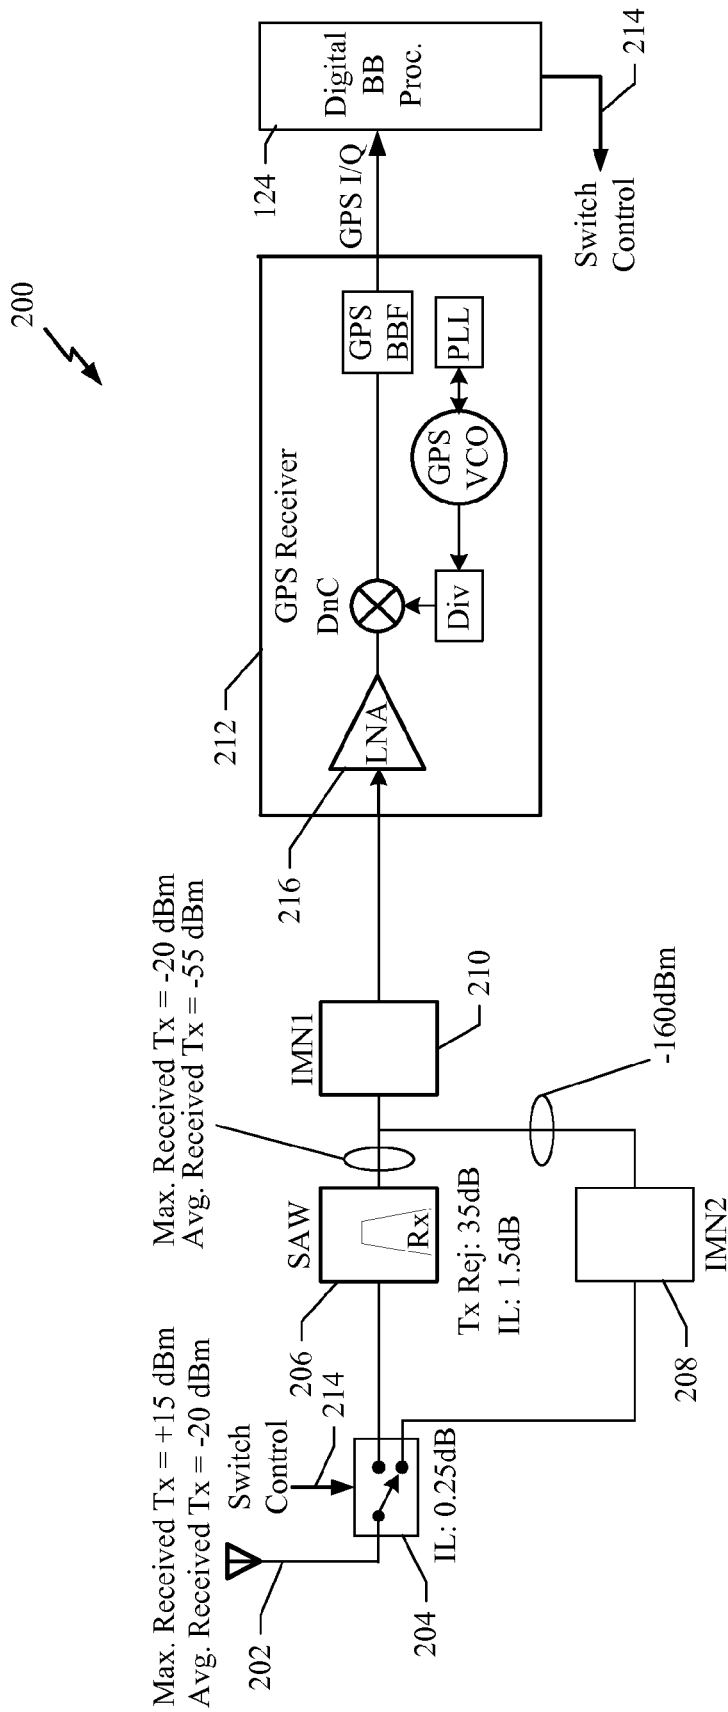 200
Max. Received Tx = +15 dBm
Avg. Received Tx = -20 dBm
202
Switch
Control
214
204
IL: 0.25dB
206
SAW
Rx
Tx Rej: 35dB
IL: 1.5dB
Max. Received Tx = -20 dBm
Avg. Received Tx = -55 dBm
208
IMN2
-160dBm
IMN1
210
212
GPS Receiver
216
LNA
DnC
Div
GPS
VCO
PLL
GPS
BBF
GPS I/Q
124
Digital
BB
Proc.
Switch
Control
214